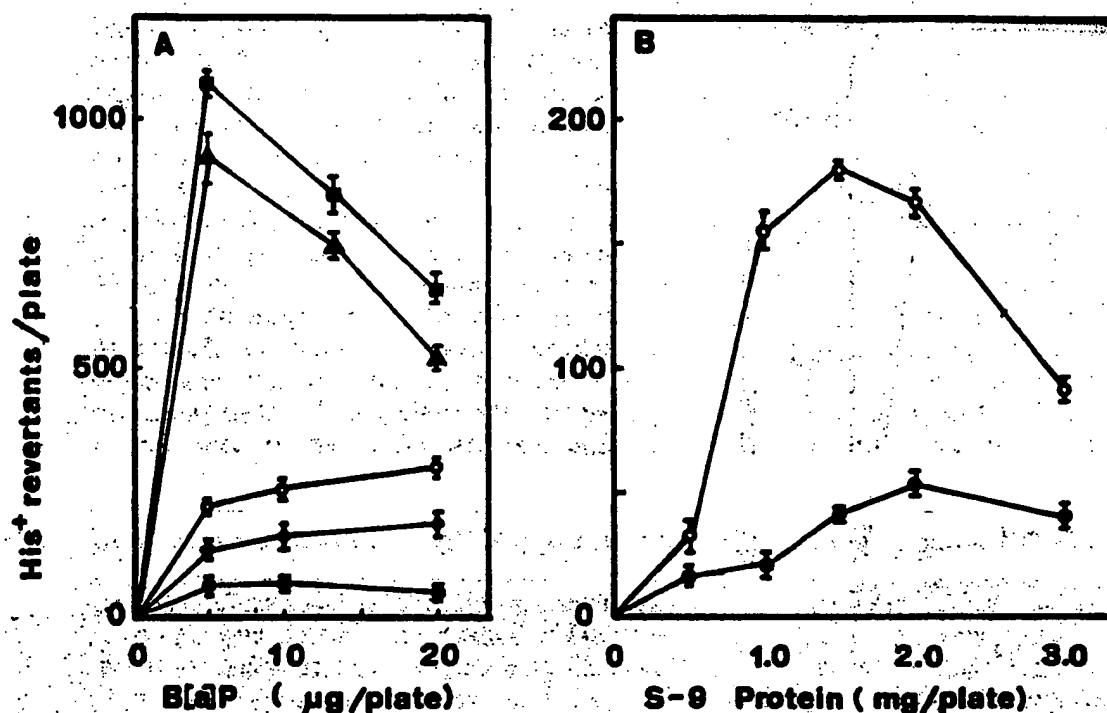 A
B
His+ revertants/plate
1000
500
0
200
100
0
0 10 20
0 1.0 2.0 3.0
B[a]P ( µg/plate)
S-9 Protein ( mg/plate)